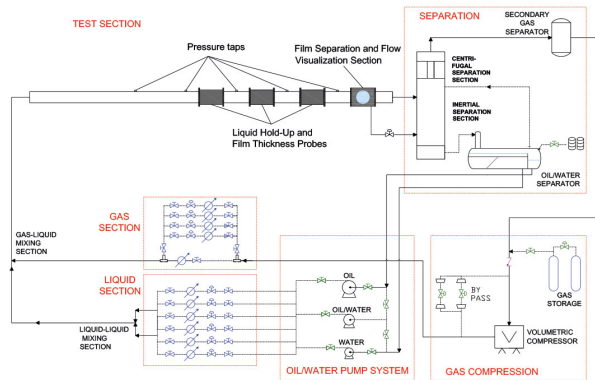 TEST SECTION
SEPARATION
SECONDARY
GAS
SEPARATOR
Pressure taps
Film Separation and Flow
Visualization Section
CENTRI-
FUGAL
SEPARATION
SECTION
INERTIAL
SEPARATION
SECTION
Liquid Hold-Up and
Film Thickness Probes
OIL/WATER
SEPARATOR
GAS
SECTION
GAS-LIQUID
MIXING
SECTION
LIQUID
SECTION
LIQUID-LIQUID
MIXING
SECTION
OIL
OIL/WATER
WATER
OIL/WATER PUMP SYSTEM
BY
PASS
GAS
STORAGE
VOLUMETRIC
COMPRESSOR
GAS COMPRESSION